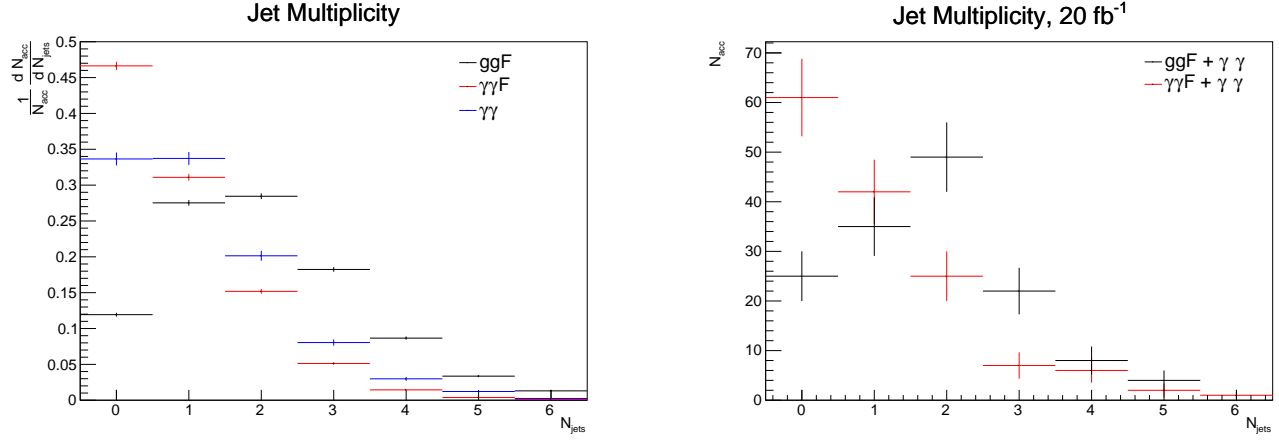 Jet Multiplicity
1 d N_acc
N_acc d N_jets
0.5
0.45
0.4
0.35
0.3
0.25
0.2
0.15
0.1
0.05
0
ggF
γγF
γγ
0 1 2 3 4 5 6
N_jets
Jet Multiplicity, 20 fb⁻¹
N_acc
70
60
50
40
30
20
10
0
ggF + γ γ
γγF + γ γ
0 1 2 3 4 5 6
N_jets